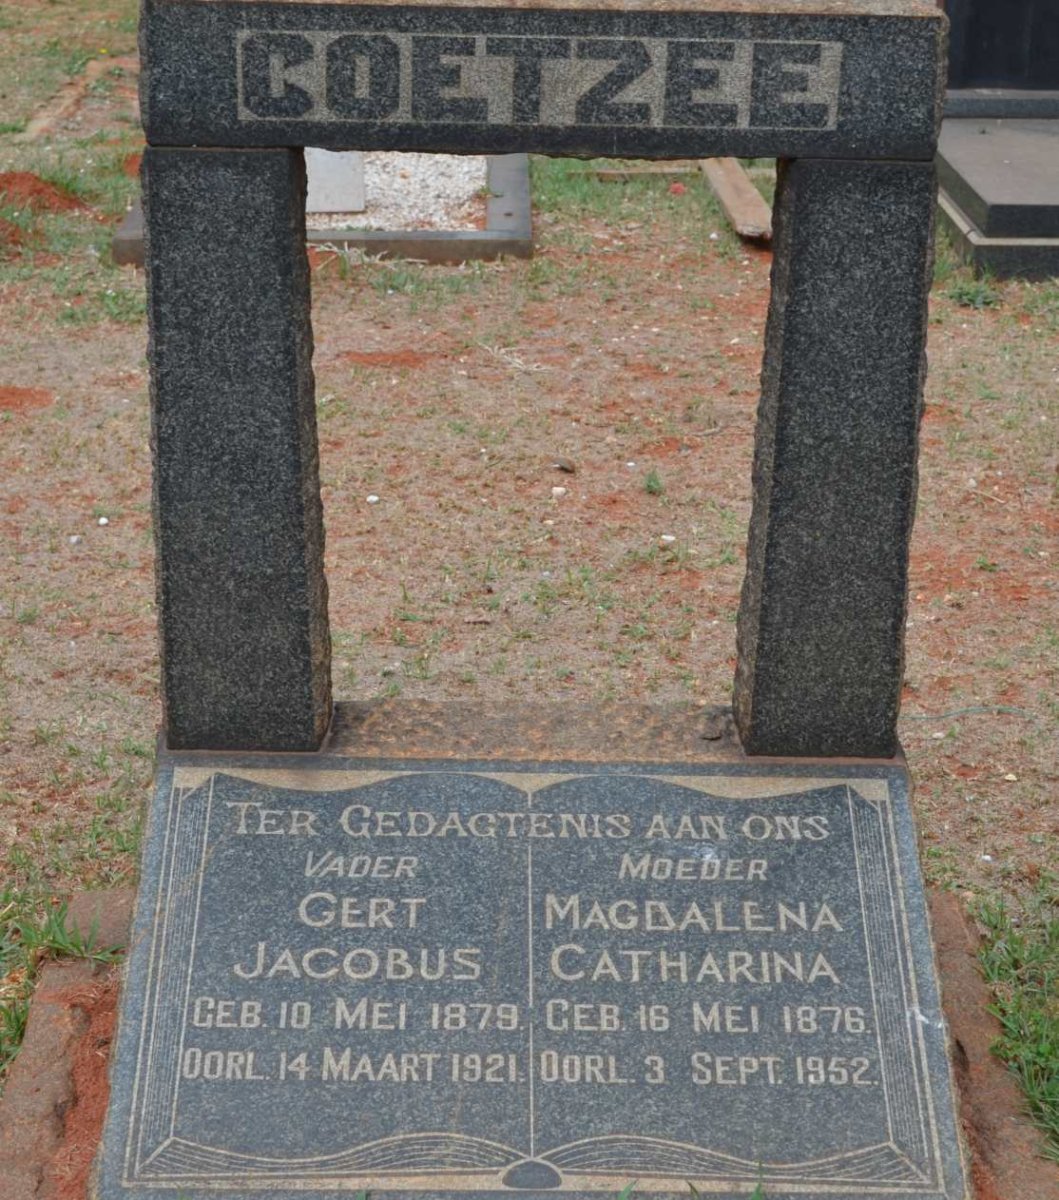 COETZEE
TER GEDAGTENIS AAN ONS
VADER
GERT
JACOBUS
GEB. 10 MEI 1879.
OORL. 14 MAART 1921.
MOEDER
MAGDALENA
CATHARINA
GEB. 16 MEI 1876.
OORL. 3 SEPT. 1952.